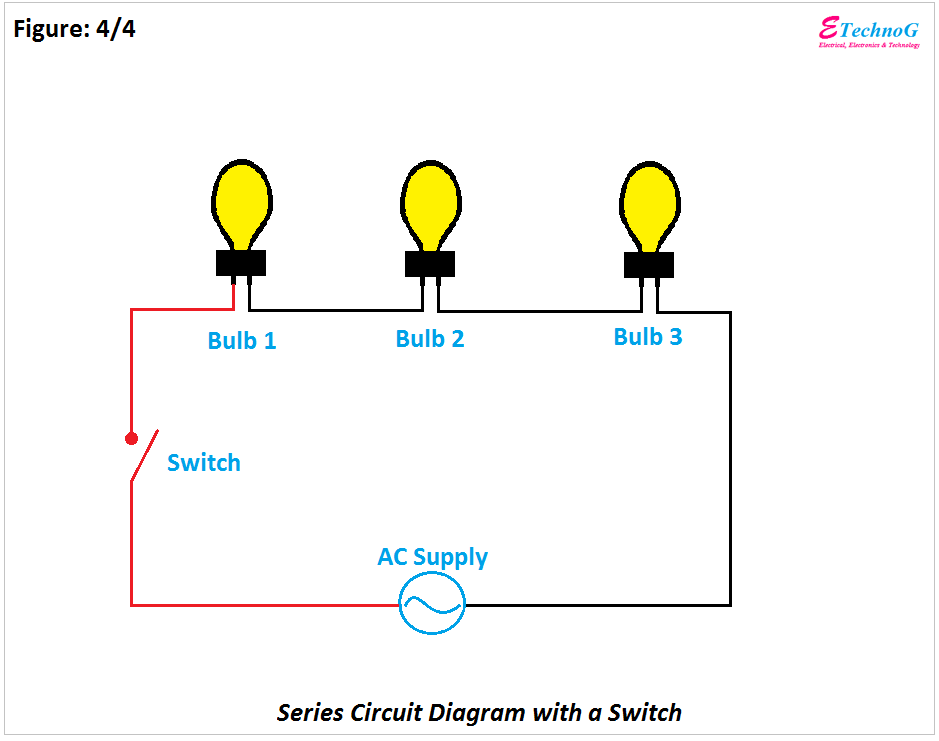 Figure: 4/4
ETechnoG
Electrical, Electronics & Technology
Bulb 1
Bulb 2
Bulb 3
Switch
AC Supply
Series Circuit Diagram with a Switch